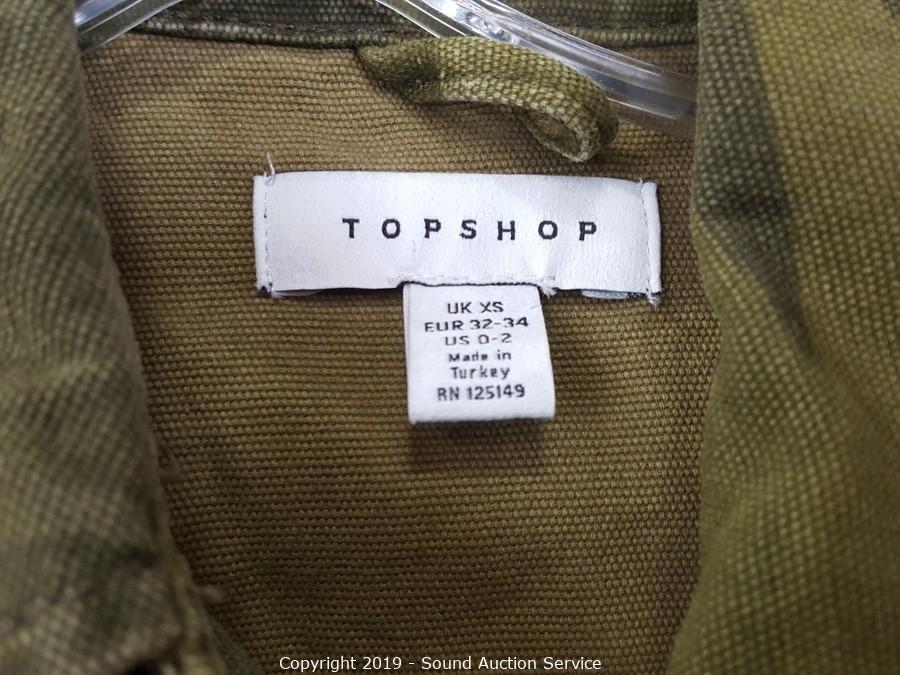 TOPSHOP
UK XS
EUR 32-34
US 0-2
Made in
Turkey
RN 125149
Copyright 2019 - Sound Auction Service